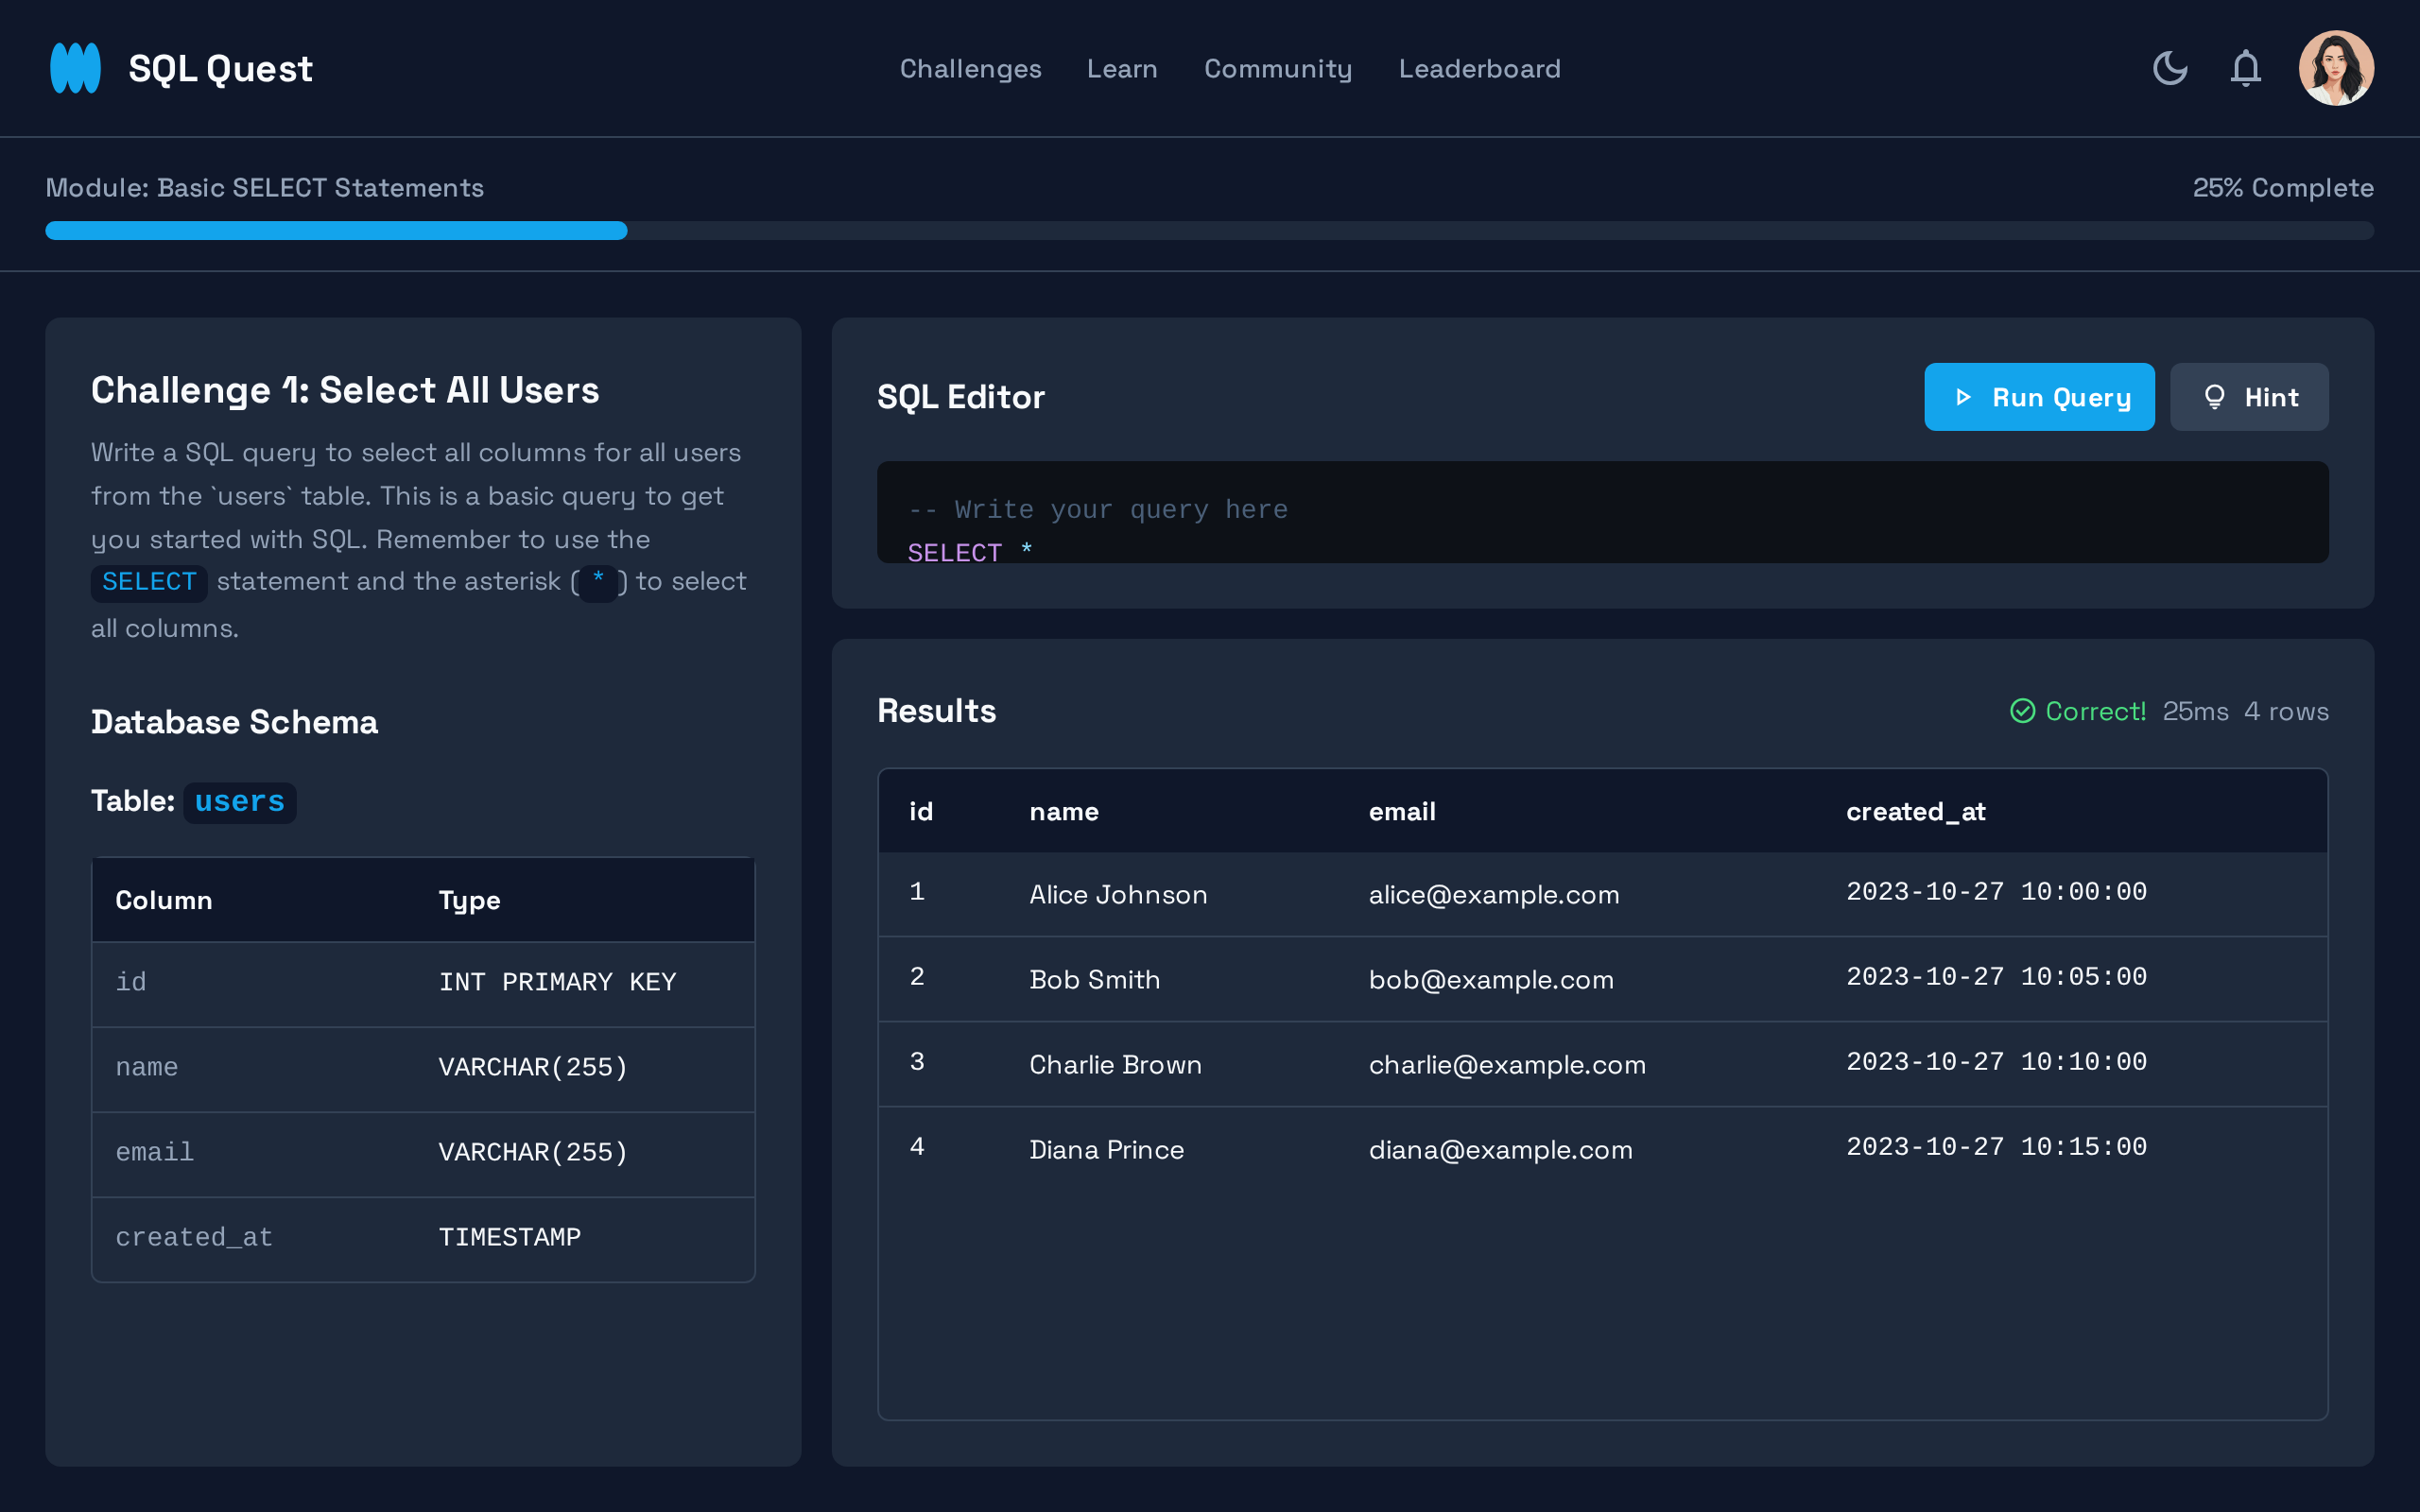 SQL Quest
Challenges Learn Community Leaderboard
Module: Basic SELECT Statements
25% Complete
Challenge 1: Select All Users
Write a SQL query to select all columns for all users
from the `users` table. This is a basic query to get
you started with SQL. Remember to use the
SELECT statement and the asterisk (*) to select
all columns.
Database Schema
Table: users
Column Type
id INT PRIMARY KEY
name VARCHAR(255)
email VARCHAR(255)
created_at TIMESTAMP
SQL Editor
Run Query
Hint
-- Write your query here
SELECT *
Results
Correct! 25ms 4 rows
id name email created_at
1 Alice Johnson alice@example.com 2023-10-27 10:00:00
2 Bob Smith bob@example.com 2023-10-27 10:05:00
3 Charlie Brown charlie@example.com 2023-10-27 10:10:00
4 Diana Prince diana@example.com 2023-10-27 10:15:00